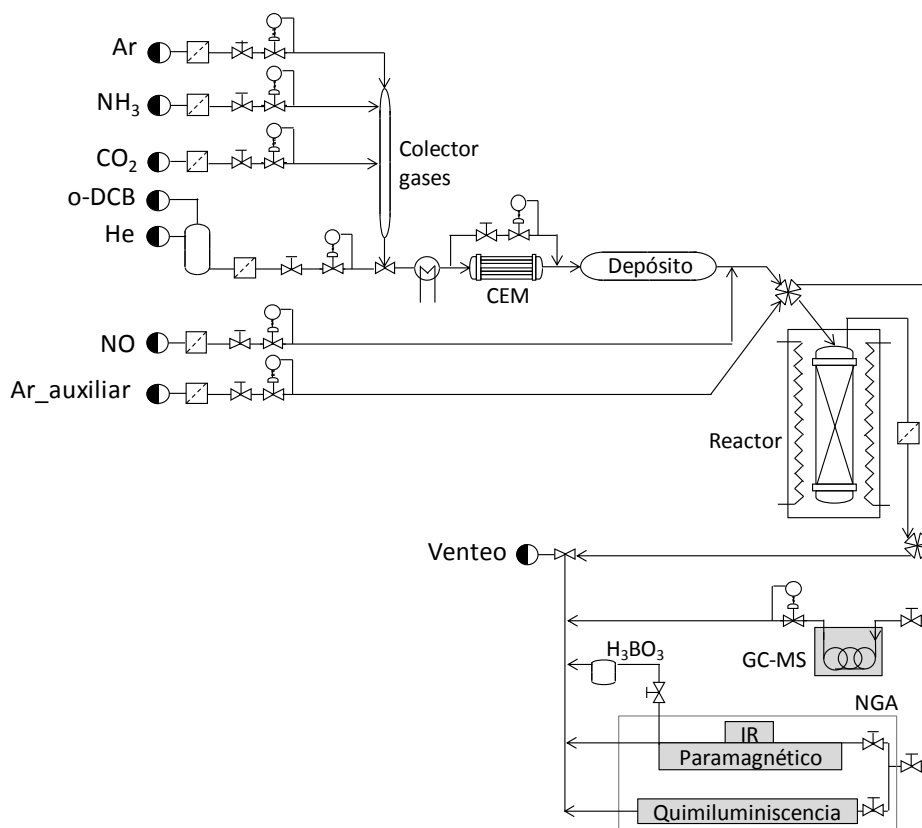 Ar
NH₃
CO₂
Colector
gases
o-DCB
He
Depósito
CEM
NO
Ar_auxiliar
Reactor
Venteo
H₃BO₃
GC-MS
NGA
IR
Paramagnético
Quimiluminiscencia